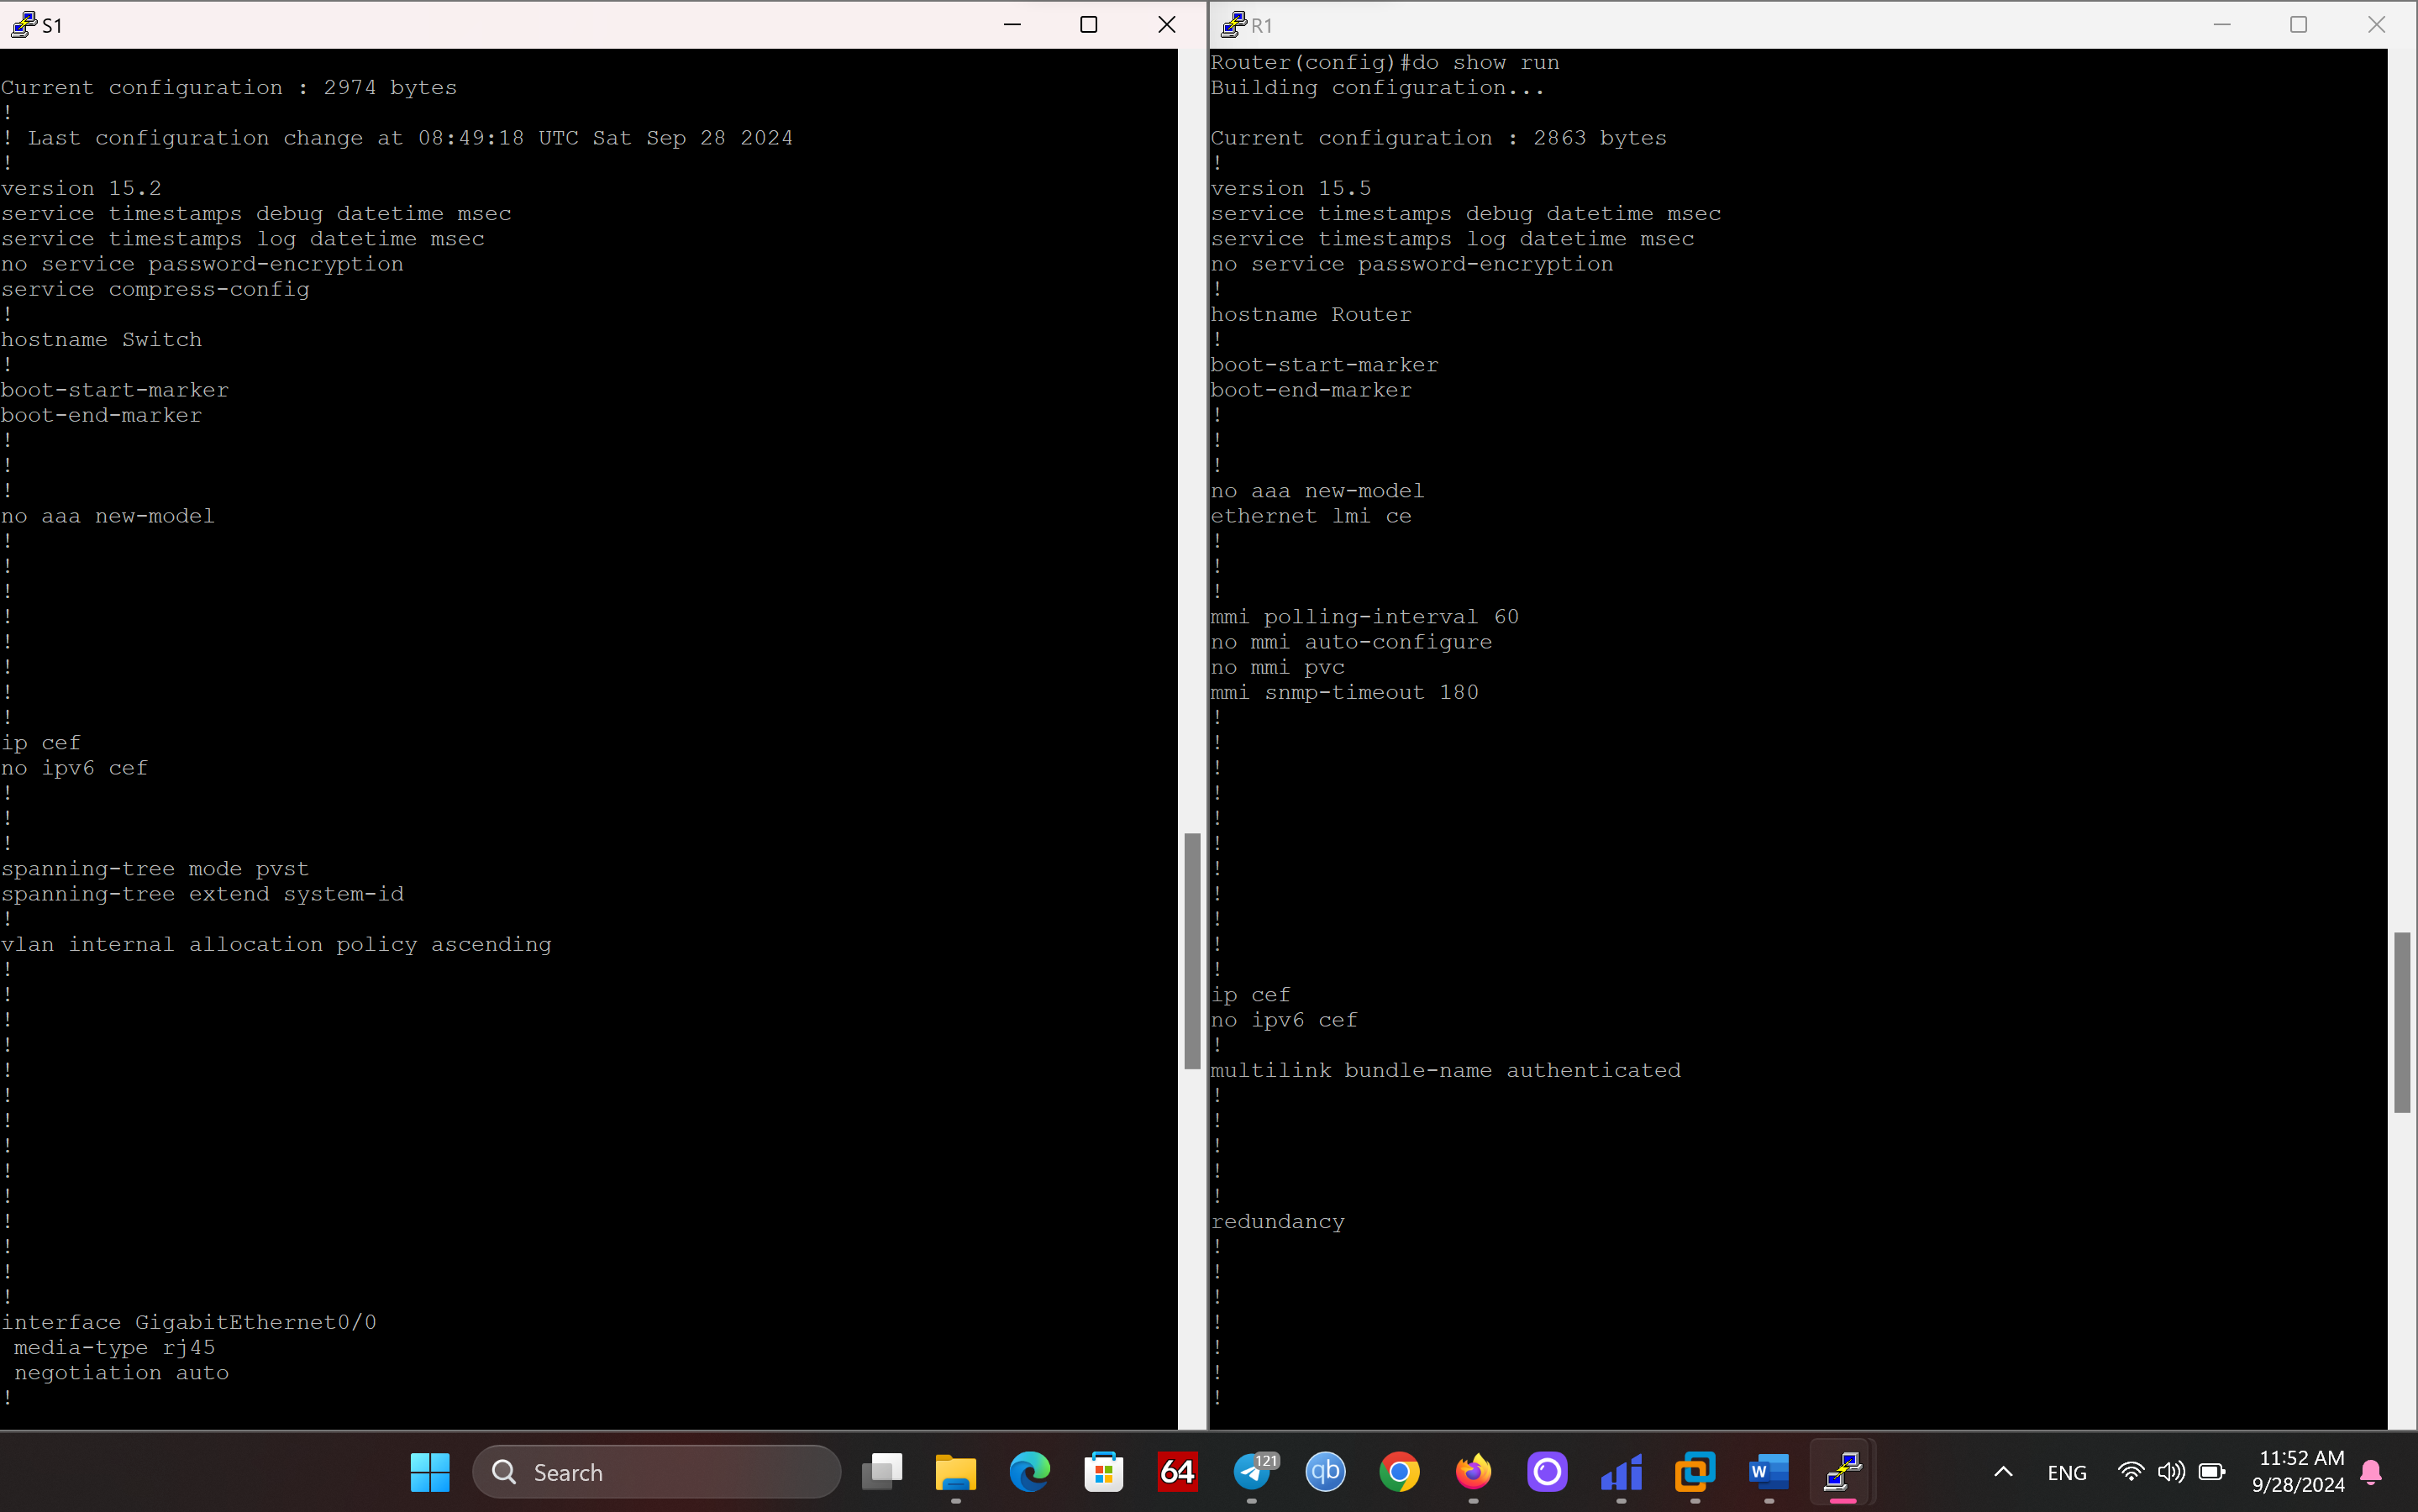 S1
Current configuration : 2974 bytes
!
! Last configuration change at 08:49:18 UTC Sat Sep 28 2024
!
version 15.2
service timestamps debug datetime msec
service timestamps log datetime msec
no service password-encryption
service compress-config
!
hostname Switch
!
boot-start-marker
boot-end-marker
!
!
!
no aaa new-model
!
!
!
!
!
!
!
!
ip cef
no ipv6 cef
!
!
!
spanning-tree mode pvst
spanning-tree extend system-id
!
vlan internal allocation policy ascending
!
!
!
!
!
!
!
!
!
!
!
!
!
!
interface GigabitEthernet0/0
 media-type rj45
 negotiation auto
!
R1
Router(config)#do show run
Building configuration...
Current configuration : 2863 bytes
!
version 15.5
service timestamps debug datetime msec
service timestamps log datetime msec
no service password-encryption
!
hostname Router
!
boot-start-marker
boot-end-marker
!
!
!
no aaa new-model
ethernet lmi ce
!
!
!
mmi polling-interval 60
no mmi auto-configure
no mmi pvc
mmi snmp-timeout 180
!
!
!
!
!
!
!
!
!
!
!
ip cef
no ipv6 cef
!
multilink bundle-name authenticated
!
!
!
!
!
redundancy
!
!
!
!
!
!
!
Search
64
121
qb
W
ENG
11:52 AM
9/28/2024